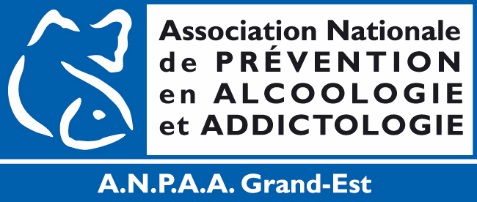 Association Nationale
de PRÉVENTION
en ALCOOLOGIE
et ADDICTOLOGIE
A.N.P.A.A. Grand-Est